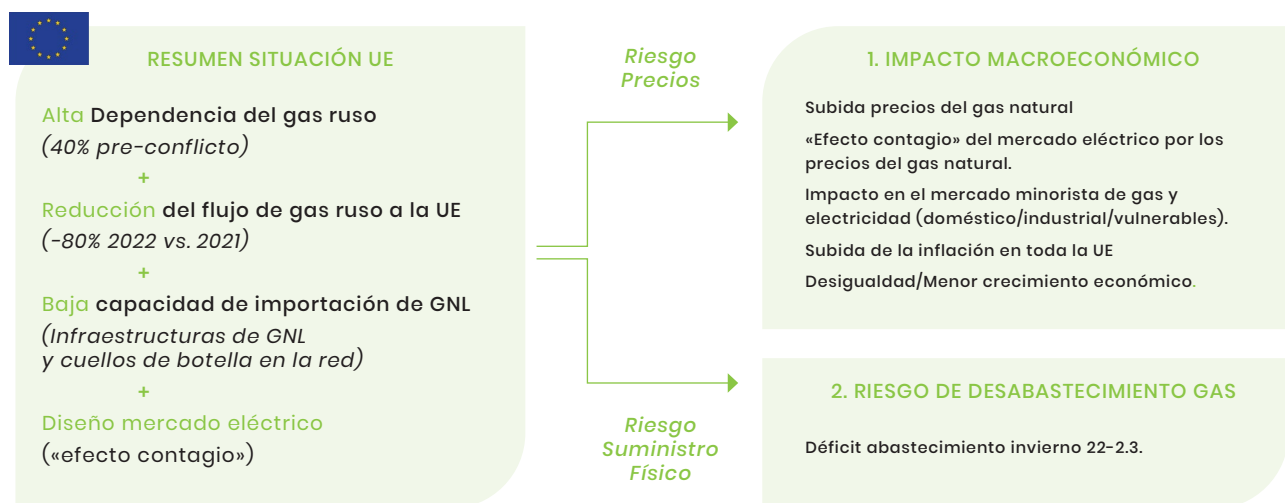 RESUMEN SITUACIÓN UE
Alta Dependencia del gas ruso
(40% pre-conflicto)
+
Reducción del flujo de gas ruso a la UE
(-80% 2022 vs. 2021)
+
Baja capacidad de importación de GNL
(Infraestructuras de GNL
y cuellos de botella en la red)
+
Diseño mercado eléctrico
(«efecto contagio»)
Riesgo
Precios
Riesgo
Suministro
Físico
1. IMPACTO MACROECONÓMICO
Subida precios del gas natural
«Efecto contagio» del mercado eléctrico por los
precios del gas natural.
Impacto en el mercado minorista de gas y
electricidad (doméstico/industrial/vulnerables).
Subida de la inflación en toda la UE
Desigualdad/Menor crecimiento económico.
2. RIESGO DE DESABASTECIMIENTO GAS
Déficit abastecimiento invierno 22-2.3.